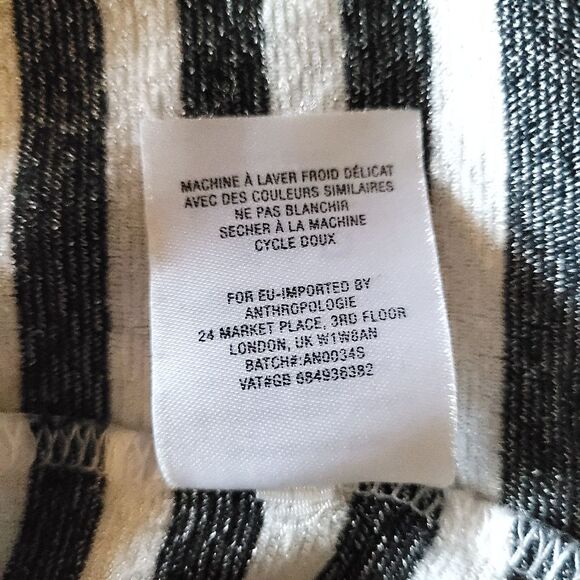 MACHINE À LAVER FROID DÉLICAT
AVEC DES COULEURS SIMILAIRES
NE PAS BLANCHIR
SECHER À LA MACHINE
CYCLE DOUX
FOR EU-IMPORTED BY
ANTHROPOLOGIE
24 MARKET PLACE, 3RD FLOOR
LONDON, UK W1W8AN
BATCH#:AN0034S
VAT#GB 684936382